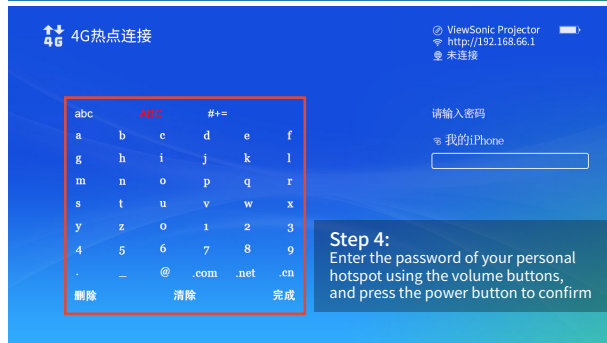 4G 4G热点连接
ViewSonic Projector
http://192.168.66.1
未连接
abc ABC #+=
a b c d e f
g h i j k l
m n o p q r
s t u v w x
y z 0 1 2 3
4 5 6 7 8 9
. _ @ .com .net .cn
删除 清除 完成
请输入密码
我的iPhone
Step 4:
Enter the password of your personal
hotspot using the volume buttons,
and press the power button to confirm